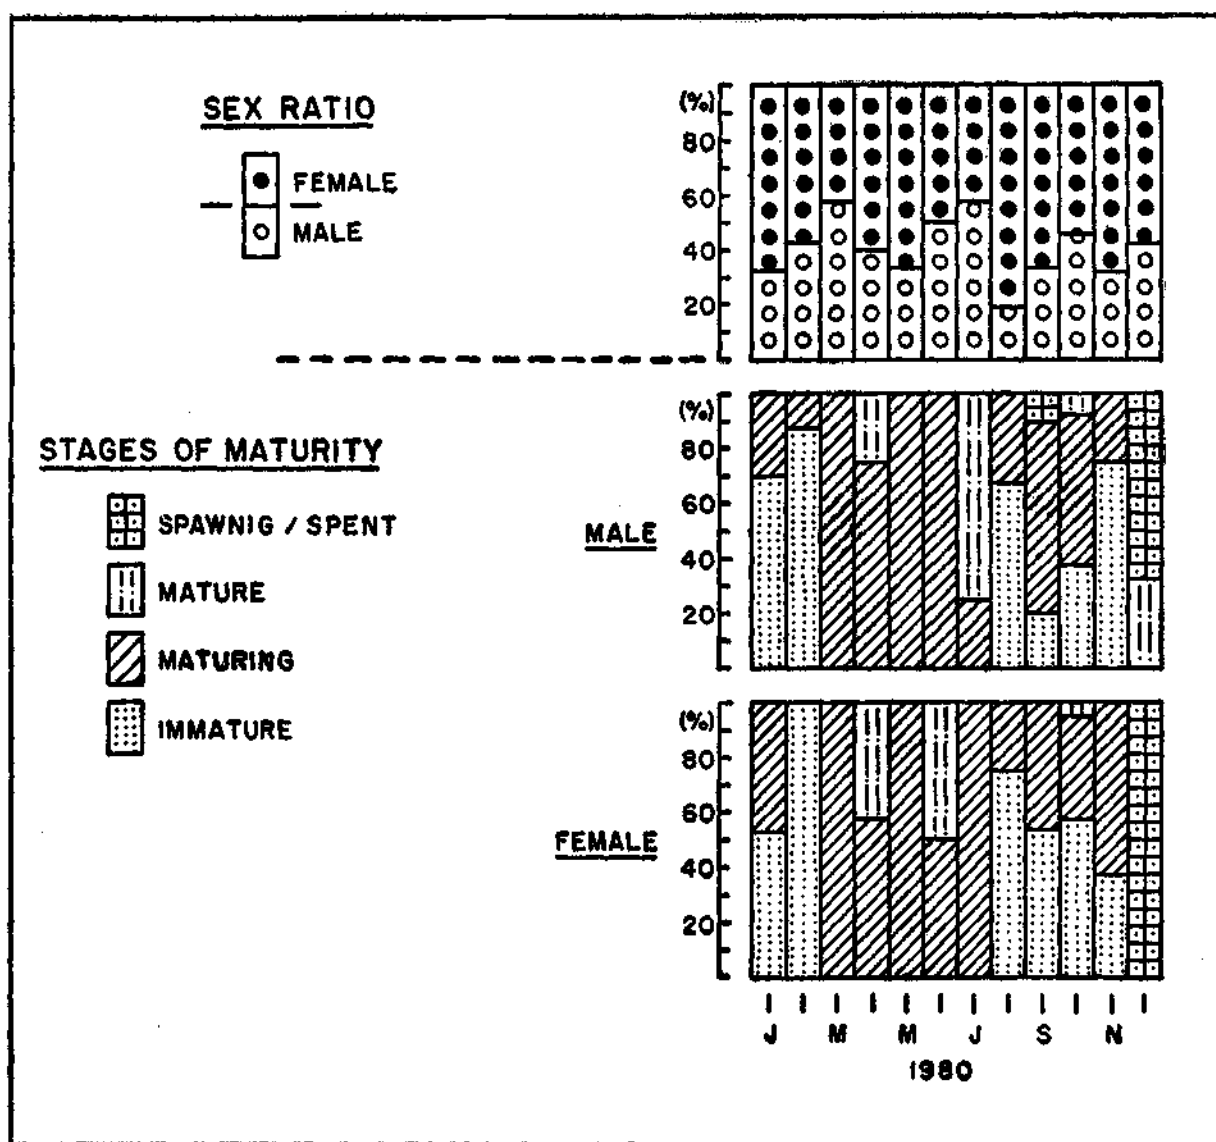 SEX RATIO
FEMALE
MALE
(%)
80
60
40
20
STAGES OF MATURITY
SPAWNIG / SPENT
MATURE
MATURING
IMMATURE
MALE
(%)
80
60
40
20
FEMALE
(%)
80
60
40
20
J M M J S N
1980